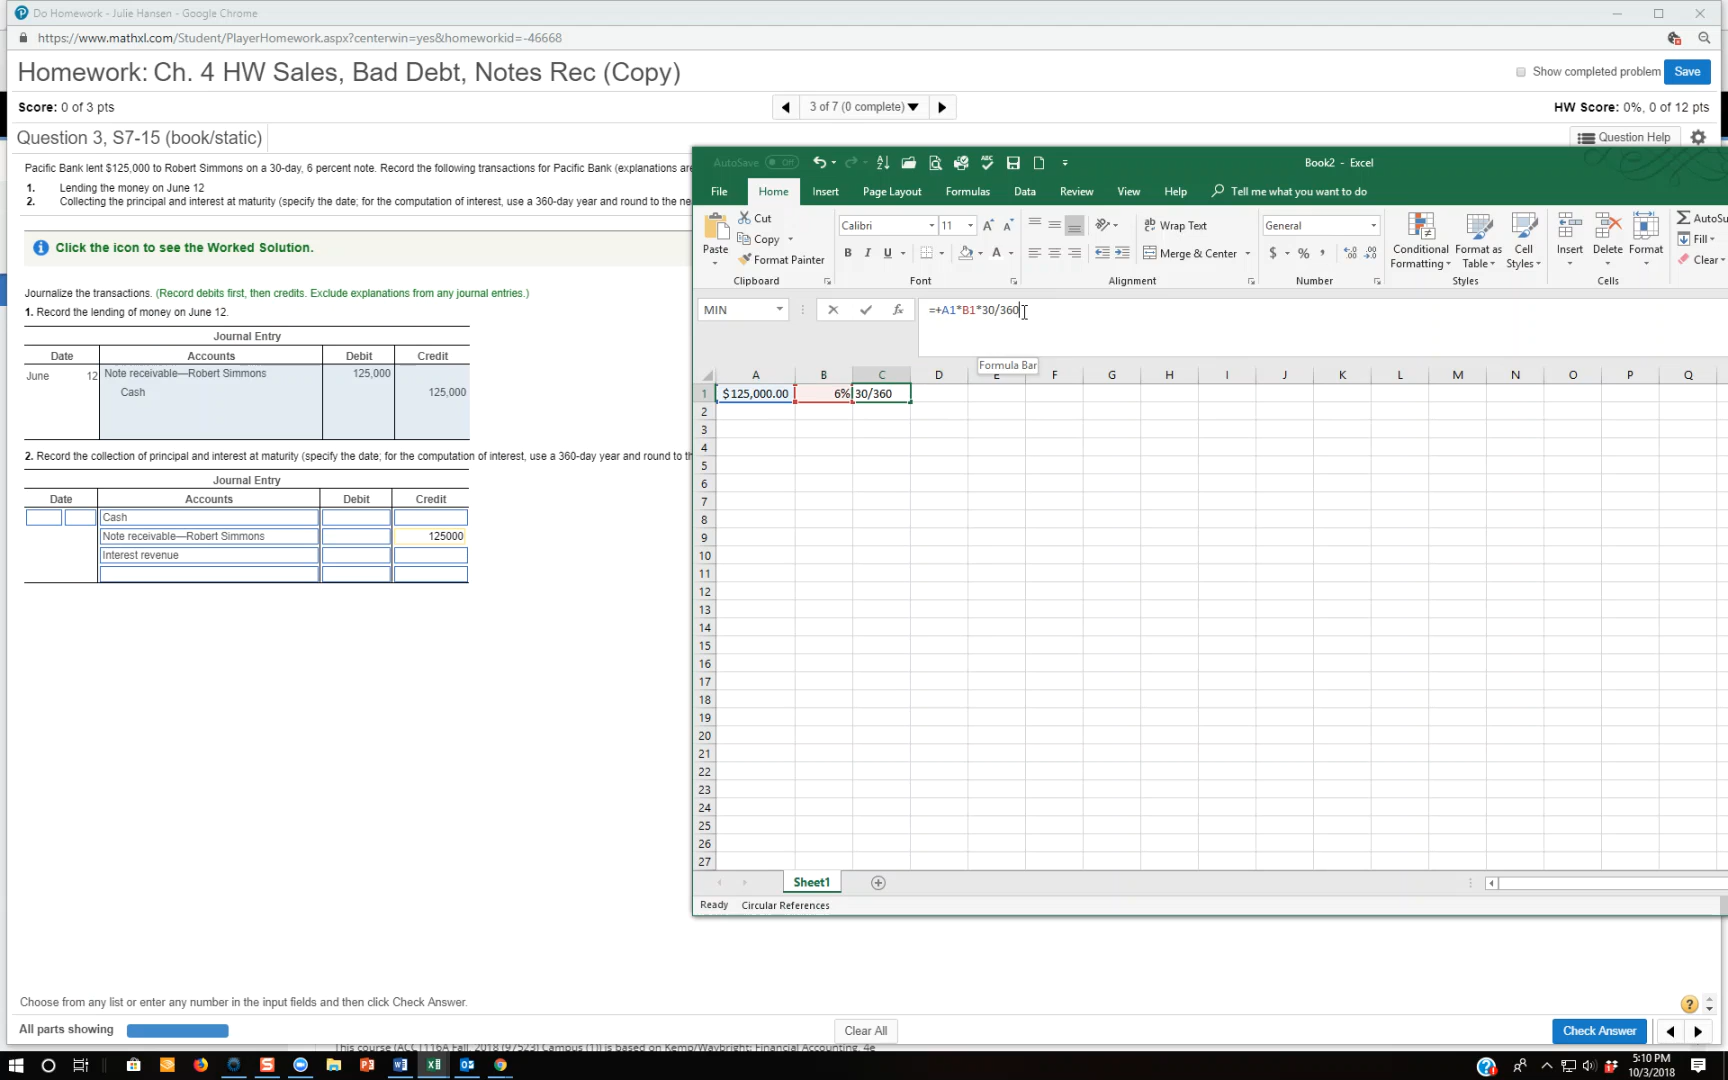 Do Homework - Julie Hansen - Google Chrome
https://www.mathxl.com/Student/PlayerHomework.aspx?centerwin=yes&homeworkid=-46668
Homework: Ch. 4 HW Sales, Bad Debt, Notes Rec (Copy)
Show completed problem
Save
Score: 0 of 3 pts
3 of 7 (0 complete)
HW Score: 0%, 0 of 12 pts
Question 3, S7-15 (book/static)
Question Help
Pacific Bank lent $125,000 to Robert Simmons on a 30-day, 6 percent note. Record the following transactions for Pacific Bank (explanations are
1. Lending the money on June 12
2. Collecting the principal and interest at maturity (specify the date; for the computation of interest, use a 360-day year and round to the ne
Click the icon to see the Worked Solution.
Journalize the transactions. (Record debits first, then credits. Exclude explanations from any journal entries.)
1. Record the lending of money on June 12.
Journal Entry
Date Accounts Debit Credit
June 12 Note receivable—Robert Simmons 125,000
Cash 125,000
2. Record the collection of principal and interest at maturity (specify the date; for the computation of interest, use a 360-day year and round to th
Journal Entry
Date Accounts Debit Credit
Cash
Note receivable—Robert Simmons 125000
Interest revenue
AutoSave Off
Book2 - Excel
File Home Insert Page Layout Formulas Data Review View Help Tell me what you want to do
Paste
Cut
Copy
Format Painter
Clipboard
Calibri 11
B I U
Font
Wrap Text
Merge & Center
Alignment
General
$ % ,
Number
Conditional Formatting
Format as Table
Cell Styles
Styles
Insert Delete Format
Cells
AutoSu
Fill
Clear
MIN
fx
=+A1*B1*30/360
Formula Bar
A B C D E F G H I J K L M N O P Q
1 $125,000.00 6% 30/360
2
3
4
5
6
7
8
9
10
11
12
13
14
15
16
17
18
19
20
21
22
23
24
25
26
27
Sheet1
Ready Circular References
Choose from any list or enter any number in the input fields and then click Check Answer.
All parts showing
Clear All
Check Answer
This course (ACCT116A Fall, 2018 (97523) Campus (1)) is based on Kemp/Waybright: Financial Accounting, 4e
5:10 PM
10/3/2018